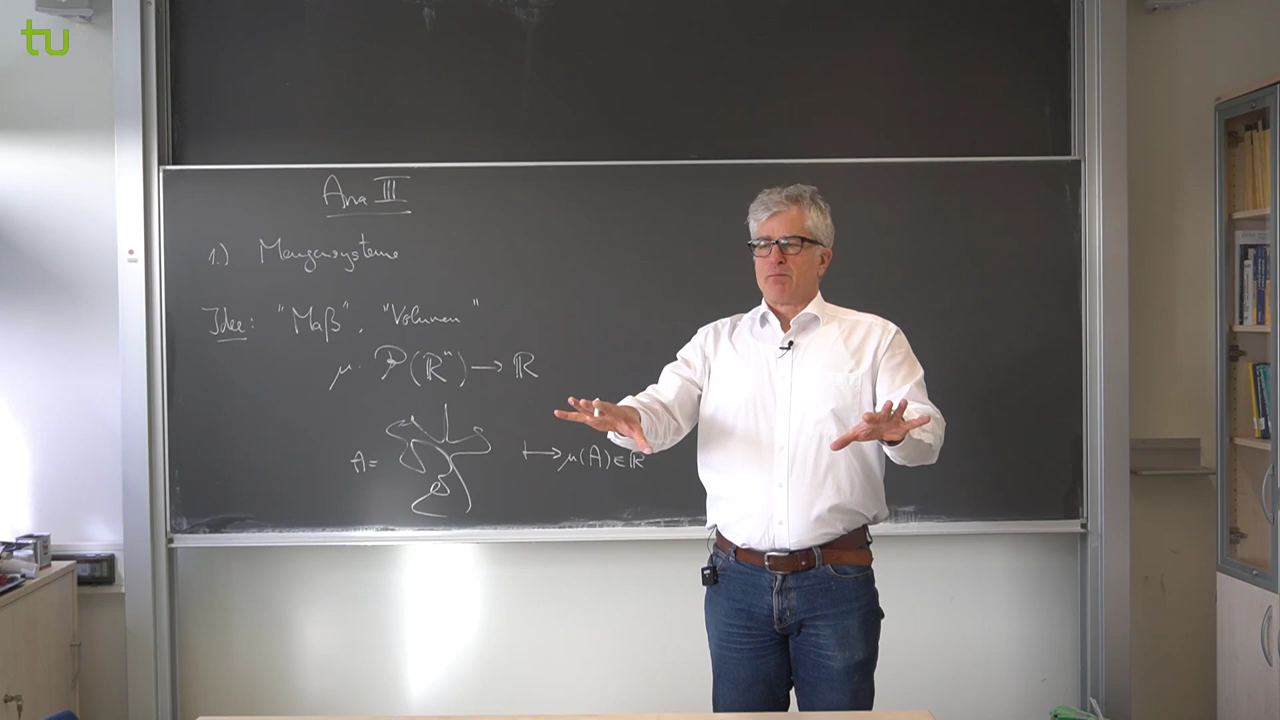 tu
Ana III
1.) Mengensysteme
Idee: "Maß", "Volumen"
μ: P(ℝⁿ) → ℝ
A = ↦ μ(A) ∈ ℝ